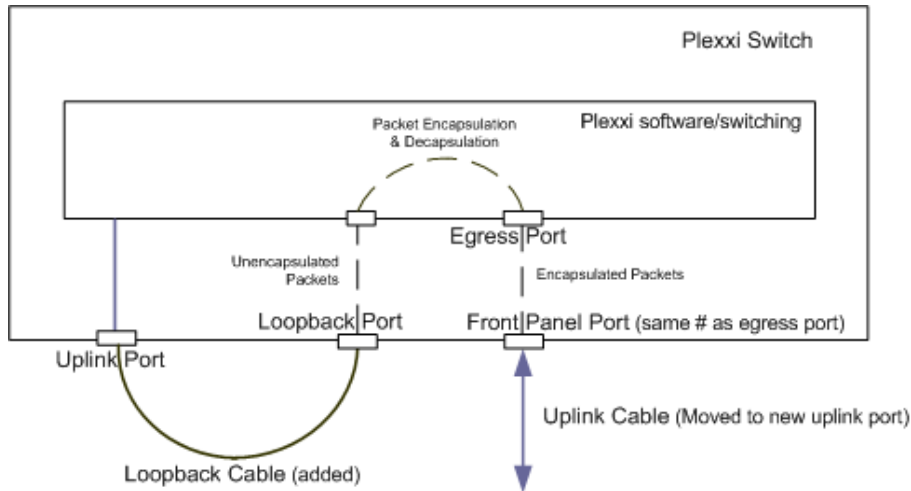 Plexxi Switch
Plexxi software/switching
Packet Encapsulation
& Decapsulation
Egress Port
Unencapsulated
Packets
Encapsulated Packets
Loopback Port
Front Panel Port (same # as egress port)
Uplink Port
Uplink Cable (Moved to new uplink port)
Loopback Cable (added)